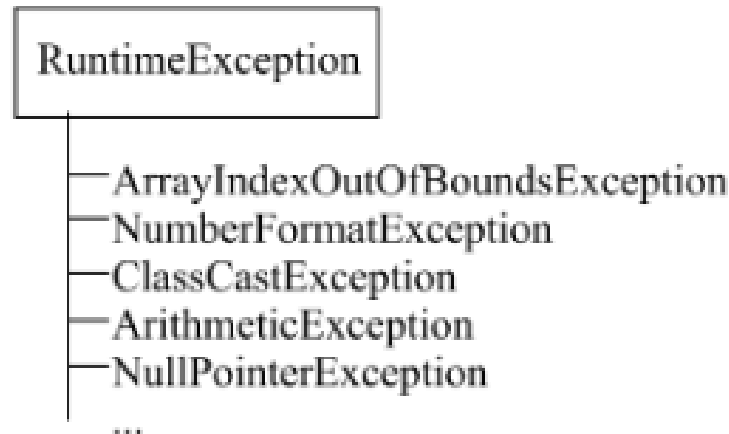 RuntimeException
ArrayIndexOutOfBoundsException
NumberFormatException
ClassCastException
ArithmeticException
NullPointerException
...